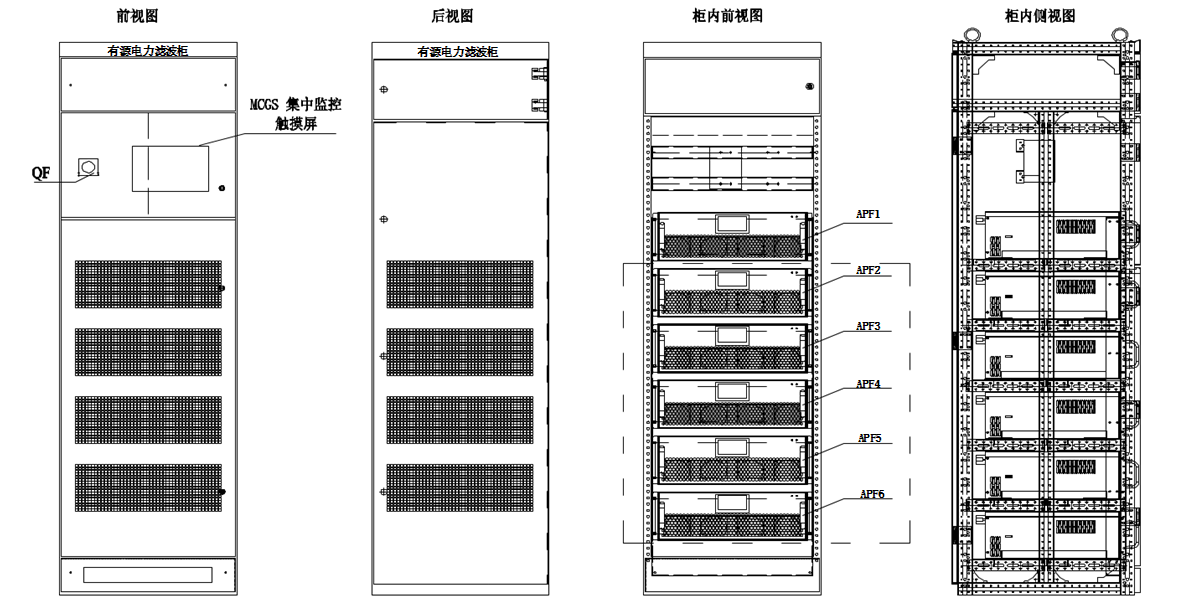 前视图
后视图
柜内前视图
柜内侧视图
有源电力滤波柜
有源电力滤波柜
MCGS 集中监控
触摸屏
QF
APF1
APF2
APF3
APF4
APF5
APF6